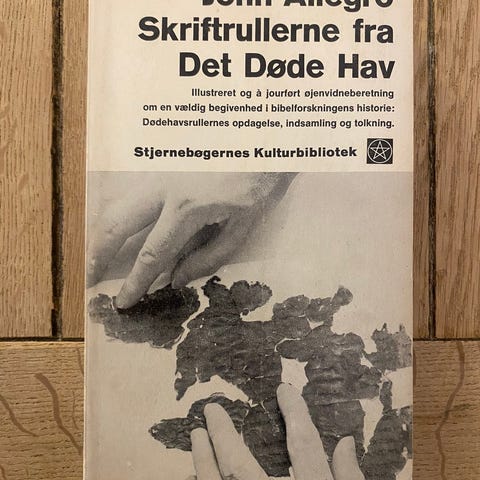 John Allegro
Skriftrullerne fra
Det Døde Hav
Illustreret og à jourført øjenvidneberetning
om en vældig begivenhed i bibelforskningens historie:
Dødehavsrullernes opdagelse, indsamling og tolkning.
Stjernebøgernes Kulturbibliotek